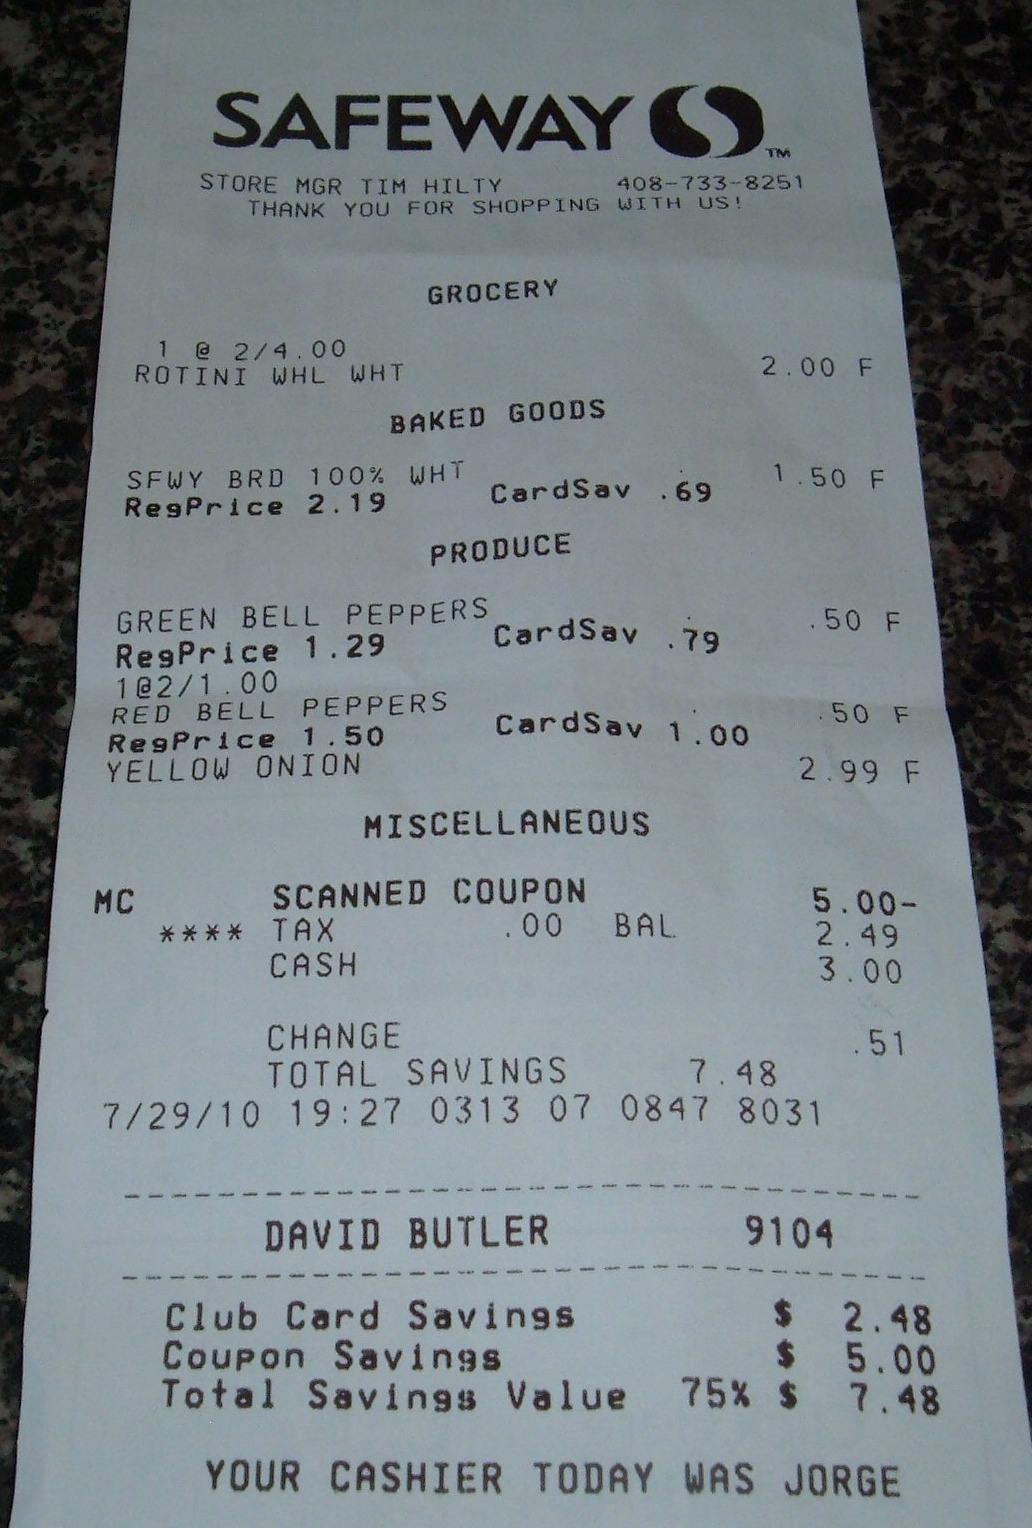 SAFEWAY
TM
STORE MGR TIM HILTY 408-733-8251
THANK YOU FOR SHOPPING WITH US!
GROCERY
1 @ 2/4.00
ROTINI WHL WHT 2.00 F
BAKED GOODS
SFWY BRD 100% WHT 1.50 F
RegPrice 2.19 CardSav .69
PRODUCE
GREEN BELL PEPPERS .50 F
RegPrice 1.29 CardSav .79
1@2/1.00
RED BELL PEPPERS .50 F
RegPrice 1.50 CardSav 1.00
YELLOW ONION 2.99 F
MISCELLANEOUS
MC SCANNED COUPON 5.00-
**** TAX .00 BAL 2.49
CASH 3.00
CHANGE .51
TOTAL SAVINGS 7.48
7/29/10 19:27 0313 07 0847 8031
DAVID BUTLER 9104
Club Card Savings $ 2.48
Coupon Savings $ 5.00
Total Savings Value 75% $ 7.48
YOUR CASHIER TODAY WAS JORGE